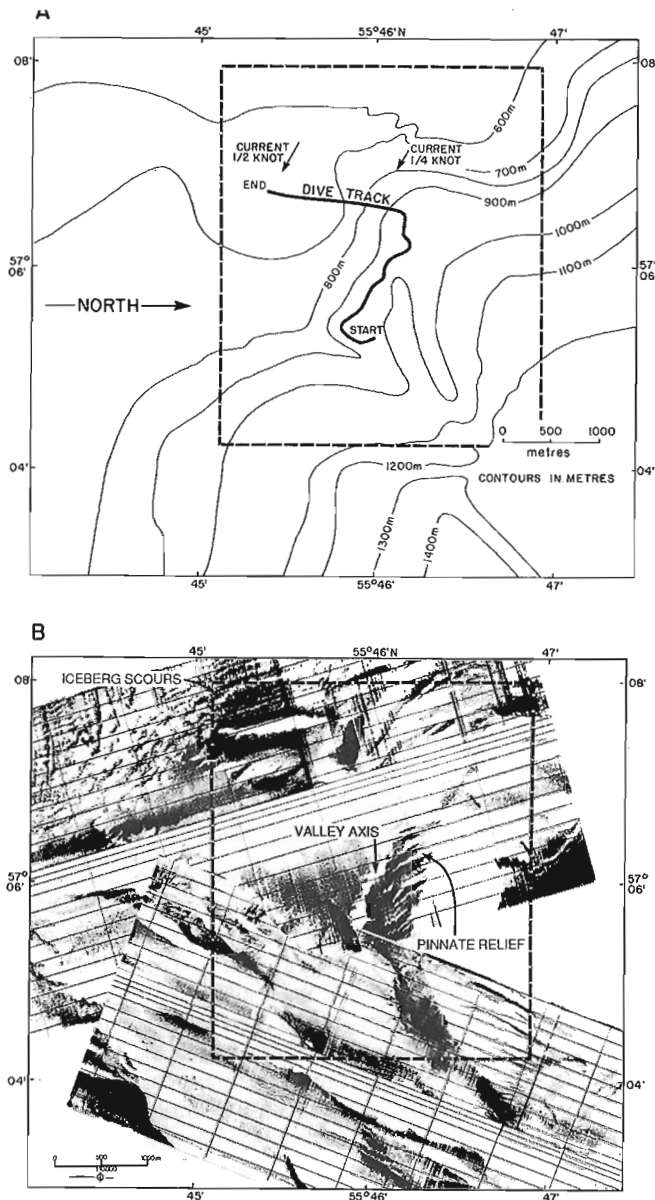 A
45' 55°46'N 47'
08' 08'
600m
CURRENT
1/2 KNOT
CURRENT
1/4 KNOT
700m
END DIVE TRACK
900m
1000m
57°
06'
57°
06'
1100m
800m
NORTH
START
0 500 1000
metres
04' 04'
1200m
CONTOURS IN METRES
1300m
1400m
45' 55°46' 47'
B
45' 55°46'N 47'
ICEBERG SCOURS
08' 08'
VALLEY AXIS
57°
06'
57°
06'
PINNATE RELIEF
04' 04'
0 500 1000m
45' 55°46' 47'